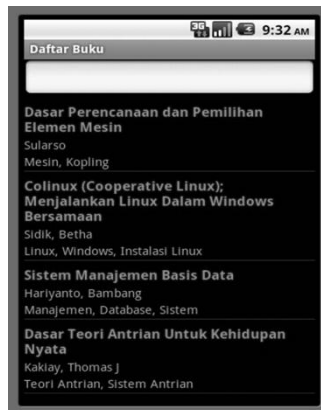 3G 9:32 AM
Daftar Buku
Dasar Perencanaan dan Pemilihan
Elemen Mesin
Sularso
Mesin, Kopling
Colinux (Cooperative Linux);
Menjalankan Linux Dalam Windows
Bersamaan
Sidik, Betha
Linux, Windows, Instalasi Linux
Sistem Manajemen Basis Data
Hariyanto, Bambang
Manajemen, Database, Sistem
Dasar Teori Antrian Untuk Kehidupan
Nyata
Kakiay, Thomas J
Teori Antrian, Sistem Antrian